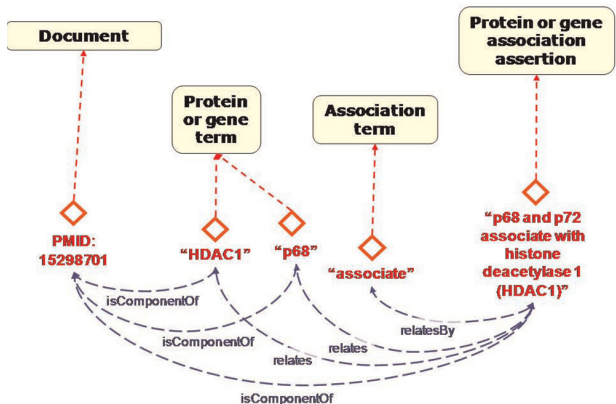 Document
Protein or gene
association
assertion
Protein
or gene
term
Association
term
PMID:
15298701
“HDAC1”
“p68”
“associate”
“p68 and p72
associate with
histone
deacetylase 1
(HDAC1)”
isComponentOf
isComponentOf
relatesBy
relates
relates
isComponentOf